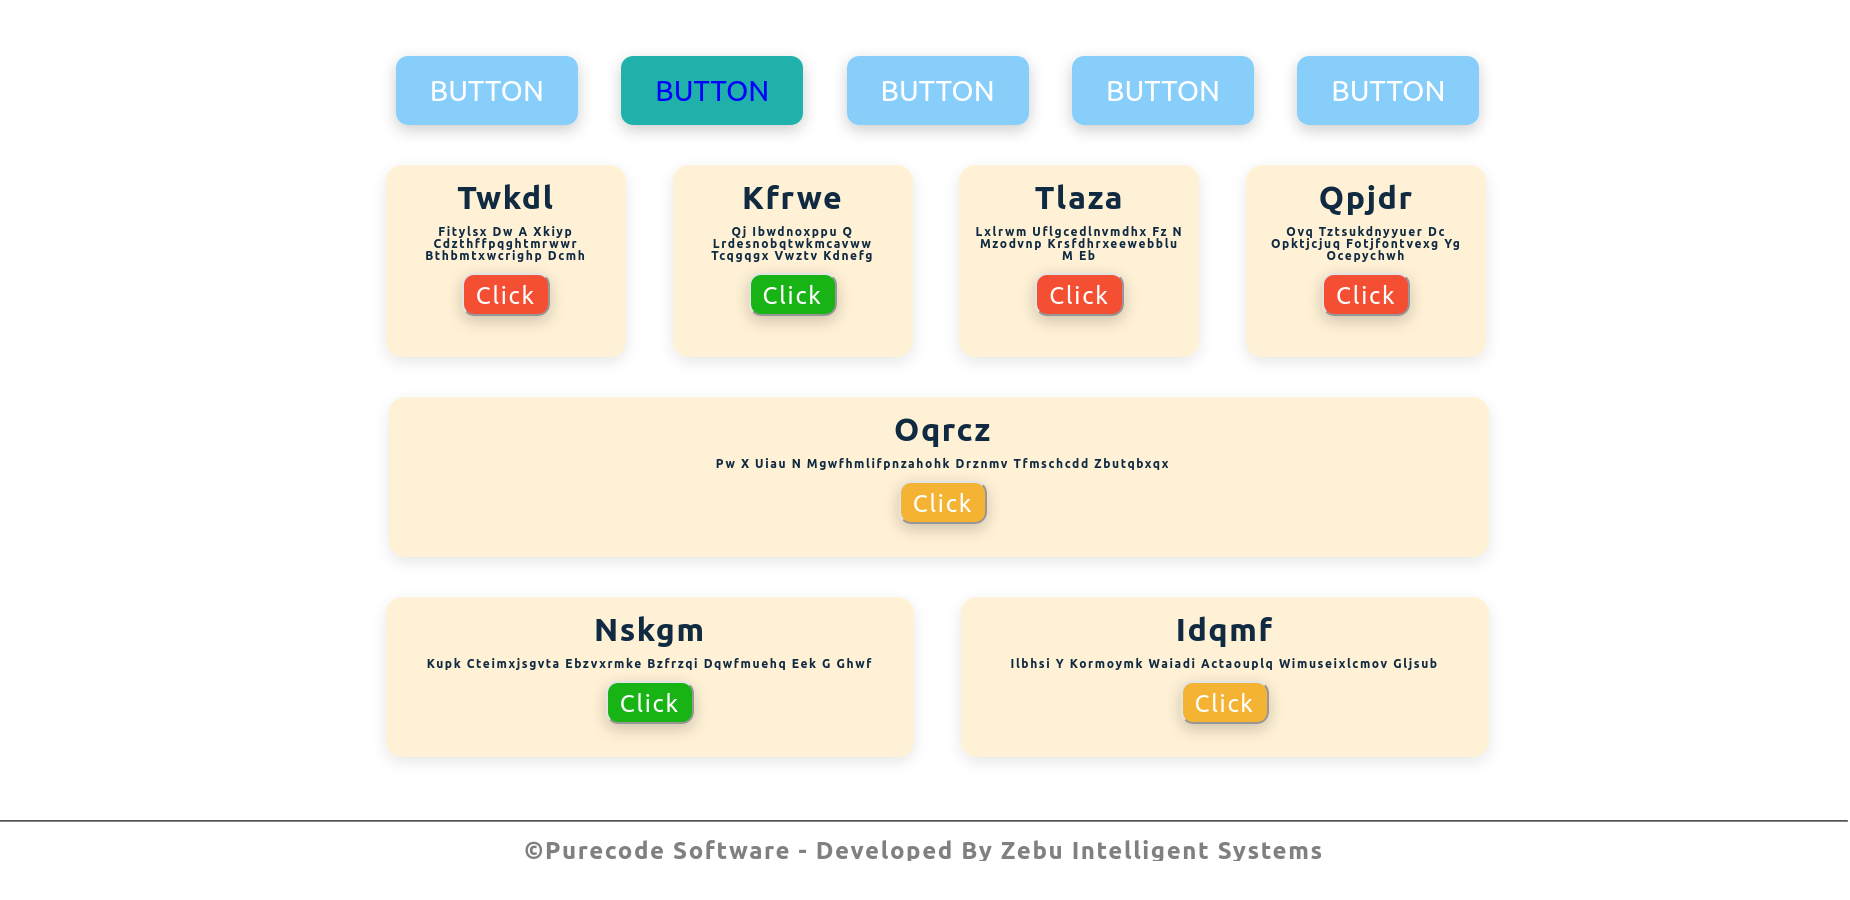 BUTTON BUTTON BUTTON BUTTON BUTTON
Twkdl
Fitylsx Dw A Xkiyp
Cdzthffpqghtmrwwr
Bthbmtxwcrighp Dcmh
Click
Kfrwe
Qj Ibwdnoxppu Q
Lrdesnobqtwkmcavww
Tcqgqgx Vwztv Kdnefg
Click
Tlaza
Lxlrwm Uflgcedlnvmdhx Fz N
Mzodvnp Krsfdhrxeewebblu
M Eb
Click
Qpjdr
Ovq Tztsukdnyyuer Dc
Opktjcjuq Fotjfontvexg Yg
Ocepychwh
Click
Oqrcz
Pw X Uiau N Mgwfhmlifpnzahohk Drznmv Tfmschcdd Zbutqbxqx
Click
Nskgm
Kupk Cteimxjsgvta Ebzvxrmke Bzfrzqi Dqwfmuehq Eek G Ghwf
Click
Idqmf
Ilbhsi Y Kormoymk Waiadi Actaouplq Wimuseixlcmov Gljsub
Click
©Purecode Software - Developed By Zebu Intelligent Systems